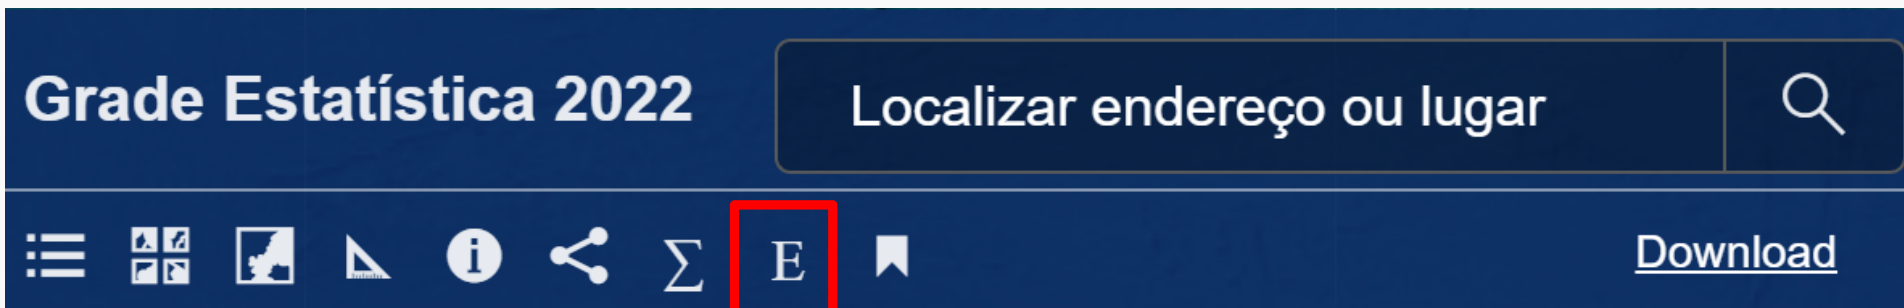 Grade Estatística 2022
Localizar endereço ou lugar
i Σ E
Download